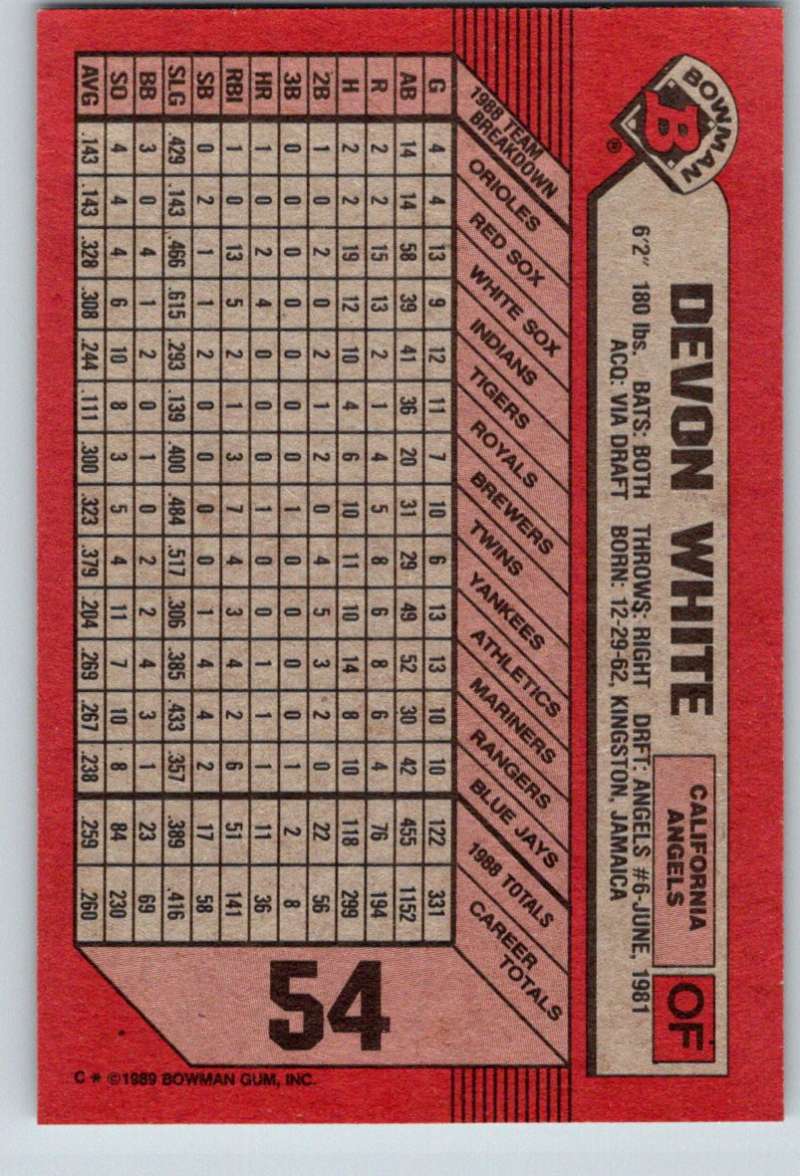 BOWMAN
B
®
DEVON WHITE
CALIFORNIA
ANGELS
OF
6'2" 180 lbs. BATS: BOTH THROWS: RIGHT DRFT: ANGELS #6-JUNE, 1981
ACQ: VIA DRAFT BORN: 12-29-62, KINGSTON, JAMAICA
1988 TEAM
BREAKDOWN
ORIOLES
RED SOX
WHITE SOX
INDIANS
TIGERS
ROYALS
BREWERS
TWINS
YANKEES
ATHLETICS
MARINERS
RANGERS
BLUE JAYS
1988 TOTALS
CAREER
TOTALS
G 4 4 13 9 12 11 7 10 6 13 13 10 10 122 331
AB 14 14 58 39 41 36 20 31 29 49 52 30 42 455 1152
R 2 2 15 13 2 1 4 5 8 6 8 6 4 76 194
H 2 2 19 12 10 4 6 10 11 10 14 8 10 118 299
2B 1 0 2 0 2 1 2 0 4 5 3 2 0 22 56
3B 0 0 0 0 0 0 0 1 0 0 0 0 1 2 8
HR 1 0 2 4 0 0 0 1 0 0 1 1 1 11 36
RBI 1 0 13 5 2 1 3 7 4 3 4 2 6 51 141
SB 0 2 1 1 2 0 0 0 0 1 4 4 2 17 58
SLG .429 .143 .466 .615 .293 .139 .400 .484 .517 .306 .385 .433 .357 .389 .416
BB 3 0 4 1 2 0 1 0 2 2 4 3 1 23 69
SO 4 4 4 6 10 8 3 5 4 11 7 10 8 84 230
AVG .143 .143 .328 .308 .244 .111 .300 .323 .379 .204 .269 .267 .238 .259 .260
54
C * ©1989 BOWMAN GUM, INC.